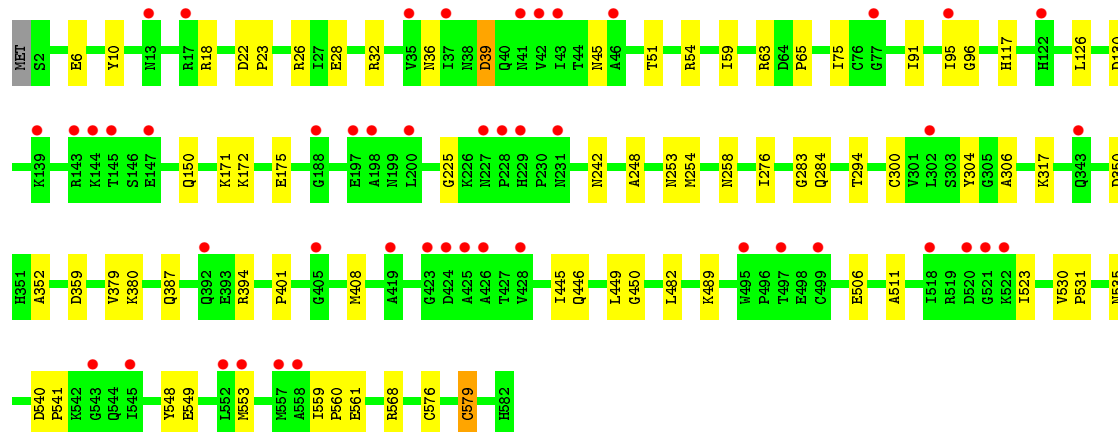 MET S2 E6 Y10 N13 R17 R18 D22 P23 R26 I27 E28 R32 V35 N36 I37 N38 D39 Q40 N41 V42 I43 T44 N45 A46 T51 R54 I59 R63 D64 P65 I75 C76 G77 I91 I95 G96 H117 H122 L126
K139 R143 K144 T145 S146 E147 Q150 K171 K172 E175 G188 E197 A198 N199 L200 G225 K226 N227 P228 H229 P230 N231 N242 A248 N253 M254 N258 I276 G283 Q284 T294 C300 V301 L302 S303 Y304 G305 A306 K317 Q343 D350
H351 A352 D359 V379 K380 Q387 Q392 E393 R394 P401 G405 M408 A419 G423 D424 A425 A426 T427 V428 I445 Q446 L449 G450 L482 K489 W495 P496 T497 E498 C499 E506 A511 I518 R519 D520 G521 K522 I523 V530 P531 N535
D540 P541 K542 G543 Q544 I545 Y548 E549 L552 M553 M557 A558 I559 P560 E561 R568 C576 C579 H582